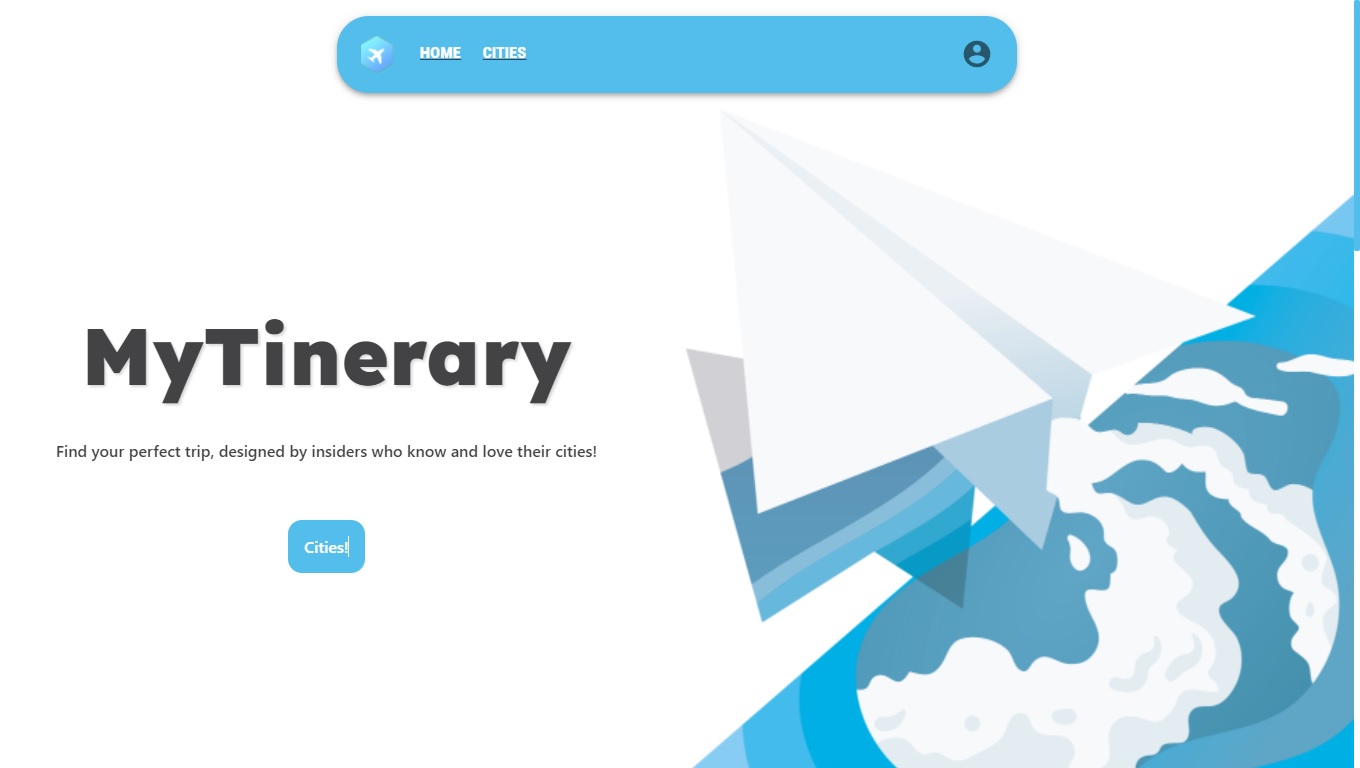 HOME CITIES
MyTinerary
Find your perfect trip, designed by insiders who know and love their cities!
Cities!